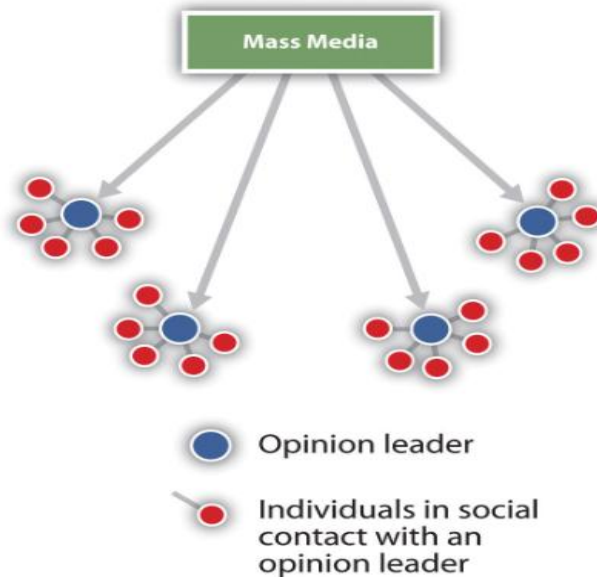 Mass Media
Opinion leader
Individuals in social
contact with an
opinion leader